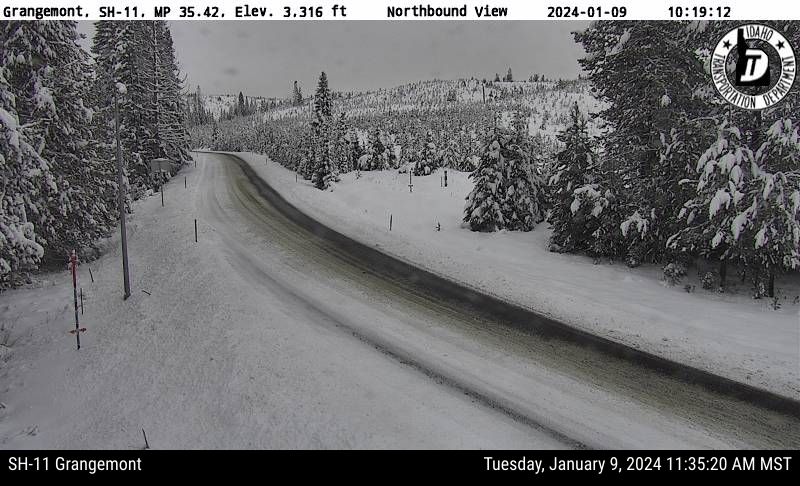 Grangemont, SH-11, MP 35.42, Elev. 3,316 ft Northbound View 2024-01-09 10:19:12
IDAHO
TRANSPORTATION DEPARTMENT
SH-11 Grangemont Tuesday, January 9, 2024 11:35:20 AM MST